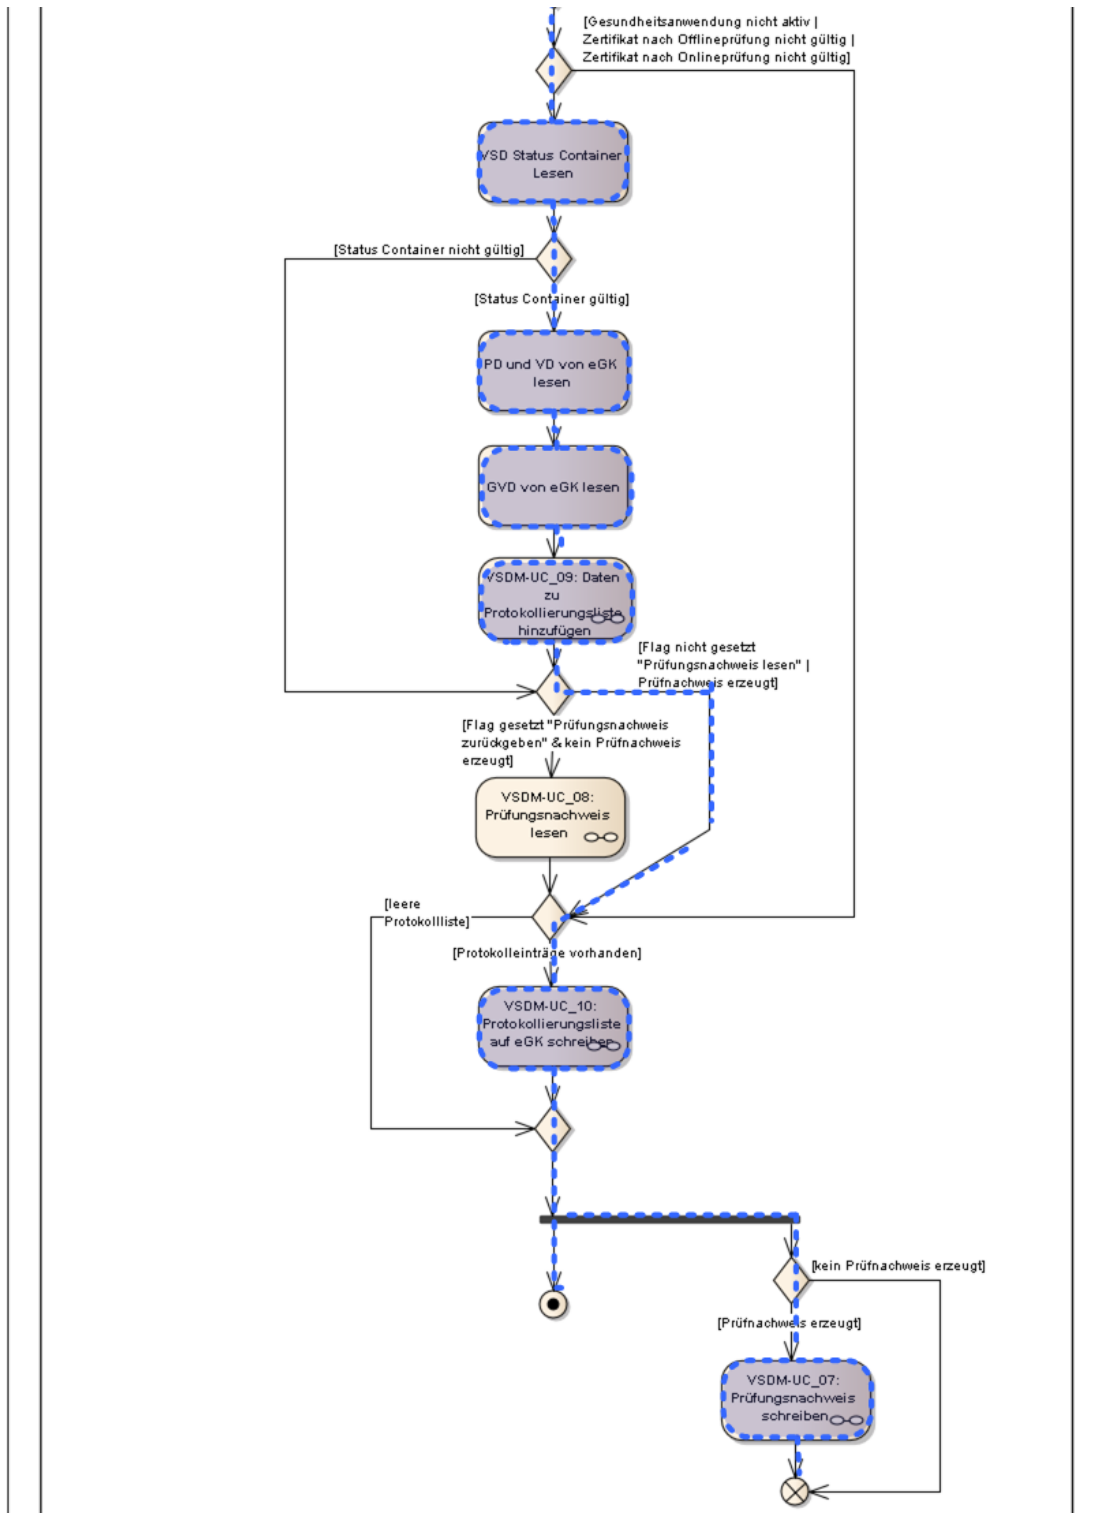 [Gesundheitsanwendung nicht aktiv |
Zertifikat nach Offlineprüfung nicht gültig |
Zertifikat nach Onlineprüfung nicht gültig]
VSD Status Container
Lesen
[Status Container nicht gültig]
[Status Container gültig]
PD und VD von eGK
lesen
GVD von eGK lesen
VSDM-UC_09: Daten
zu
Protokollierungsliste
hinzufügen
[Flag nicht gesetzt
"Prüfungsnachweis lesen" |
Prüfnachweis erzeugt]
[Flag gesetzt "Prüfungsnachweis
zurückgeben" & kein Prüfnachweis
erzeugt]
VSDM-UC_08:
Prüfungsnachweis
lesen
[leere
Protokollliste]
[Protokolleinträge vorhanden]
VSDM-UC_10:
Protokollierungsliste
auf eGK schreiben
[kein Prüfnachweis erzeugt]
[Prüfnachweis erzeugt]
VSDM-UC_07:
Prüfungsnachweis
schreiben